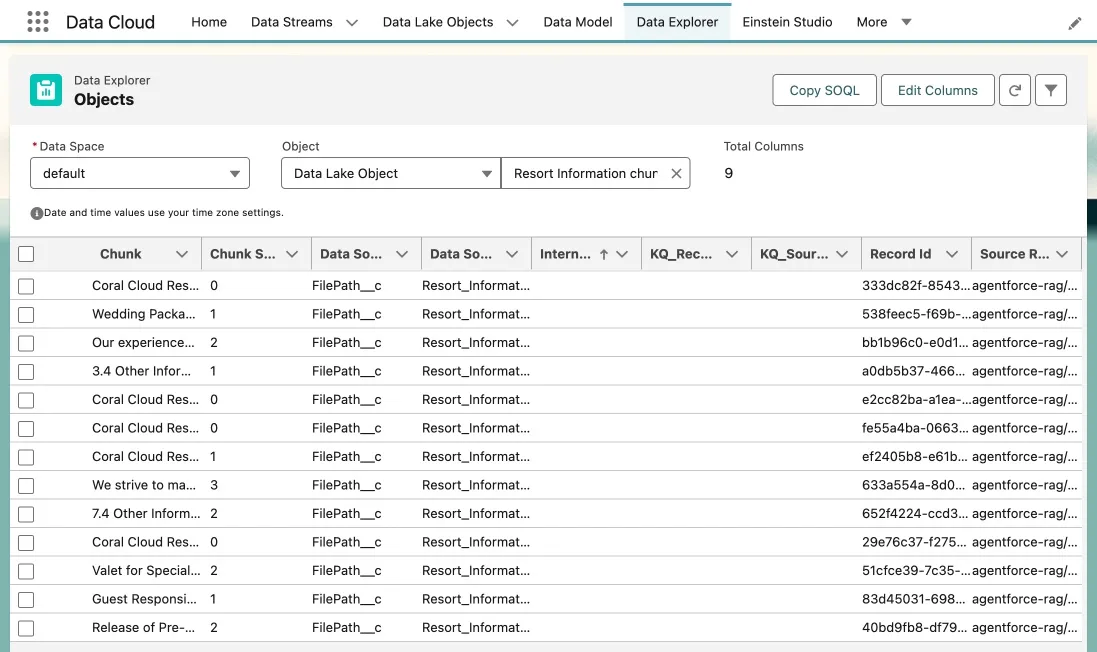 Data Cloud Home Data Streams Data Lake Objects Data Model Data Explorer Einstein Studio More
Data Explorer
Objects
Copy SOQL Edit Columns
*Data Space Object Total Columns
default Data Lake Object Resort Information chur 9
Date and time values use your time zone settings.
Chunk Chunk S... Data So... Data So... Intern... KQ_Rec... KQ_Sour... Record Id Source R...
Coral Cloud Res... 0 FilePath__c Resort_Informat... 333dc82f-8543... agentforce-rag/...
Wedding Packa... 1 FilePath__c Resort_Informat... 538feec5-f69b-... agentforce-rag/...
Our experience... 2 FilePath__c Resort_Informat... bb1b96c0-e0d1... agentforce-rag/...
3.4 Other Infor... 1 FilePath__c Resort_Informat... a0db5b37-466... agentforce-rag/...
Coral Cloud Res... 0 FilePath__c Resort_Informat... e2cc82ba-a1ea-... agentforce-rag/...
Coral Cloud Res... 0 FilePath__c Resort_Informat... fe55a4ba-0663... agentforce-rag/...
Coral Cloud Res... 1 FilePath__c Resort_Informat... ef2405b8-e61b... agentforce-rag/...
We strive to ma... 3 FilePath__c Resort_Informat... 633a554a-8d0... agentforce-rag/...
7.4 Other Inform... 2 FilePath__c Resort_Informat... 652f4224-ccd3... agentforce-rag/...
Coral Cloud Res... 0 FilePath__c Resort_Informat... 29e76c37-f275... agentforce-rag/...
Valet for Special... 2 FilePath__c Resort_Informat... 51cfce39-7c35-... agentforce-rag/...
Guest Responsi... 1 FilePath__c Resort_Informat... 83d45031-698... agentforce-rag/...
Release of Pre-... 2 FilePath__c Resort_Informat... 40bd9fb8-df79... agentforce-rag/...